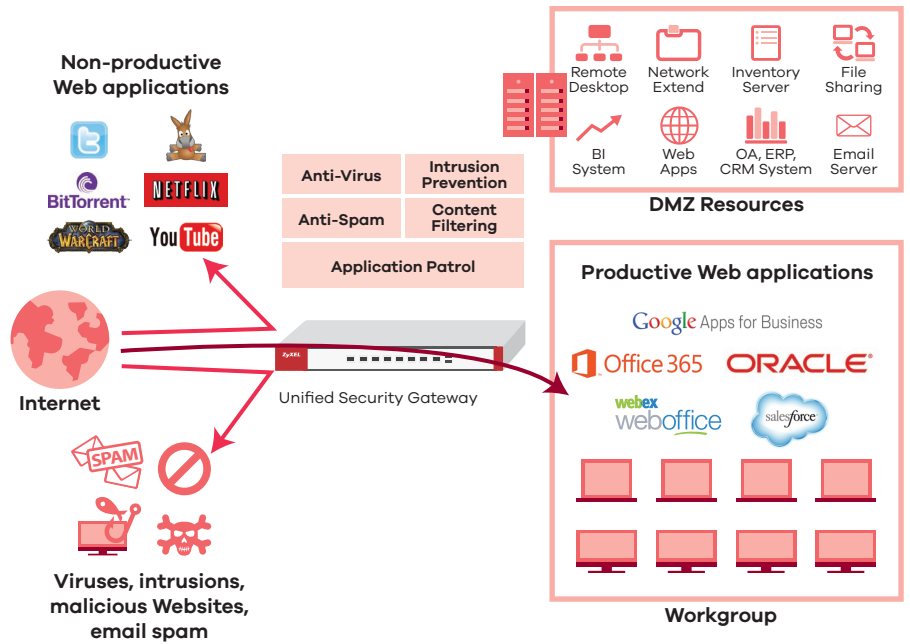 Non-productive
Web applications
BitTorrent
NETFLIX
WORLD
WARCRAFT
You Tube
Internet
SPAM
Viruses, intrusions,
malicious Websites,
email spam
Anti-Virus
Intrusion
Prevention
Anti-Spam
Content
Filtering
Application Patrol
ZyXEL
Unified Security Gateway
Remote
Desktop
Network
Extend
Inventory
Server
File
Sharing
BI
System
Web
Apps
OA, ERP,
CRM System
Email
Server
DMZ Resources
Productive Web applications
Google Apps for Business
Office 365
ORACLE®
webex
weboffice
salesforce
Workgroup